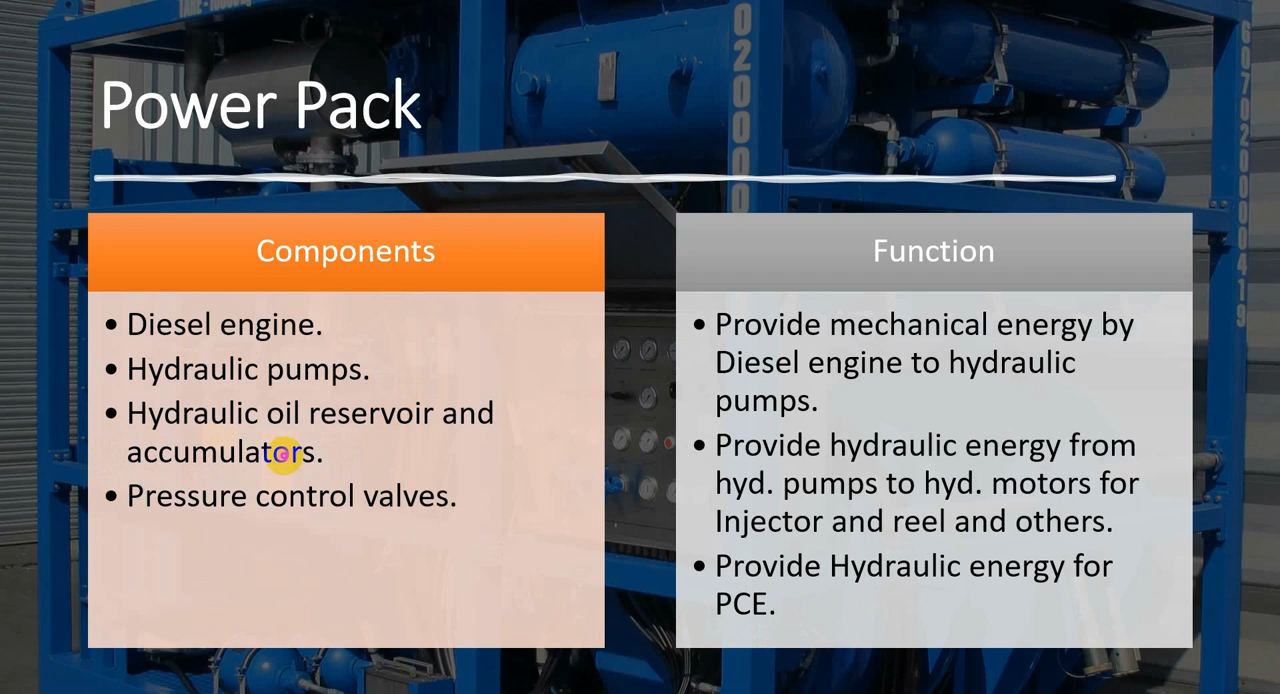 Power Pack
Components
• Diesel engine.
• Hydraulic pumps.
• Hydraulic oil reservoir and
accumulators.
• Pressure control valves.
Function
• Provide mechanical energy by
Diesel engine to hydraulic
pumps.
• Provide hydraulic energy from
hyd. pumps to hyd. motors for
Injector and reel and others.
• Provide Hydraulic energy for
PCE.